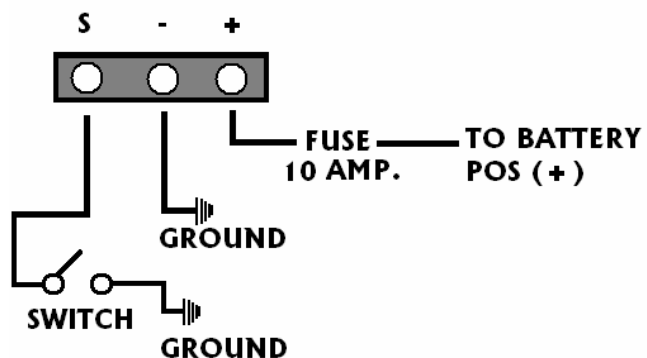 S - +
FUSE
10 AMP.
TO BATTERY
POS (+)
GROUND
SWITCH
GROUND